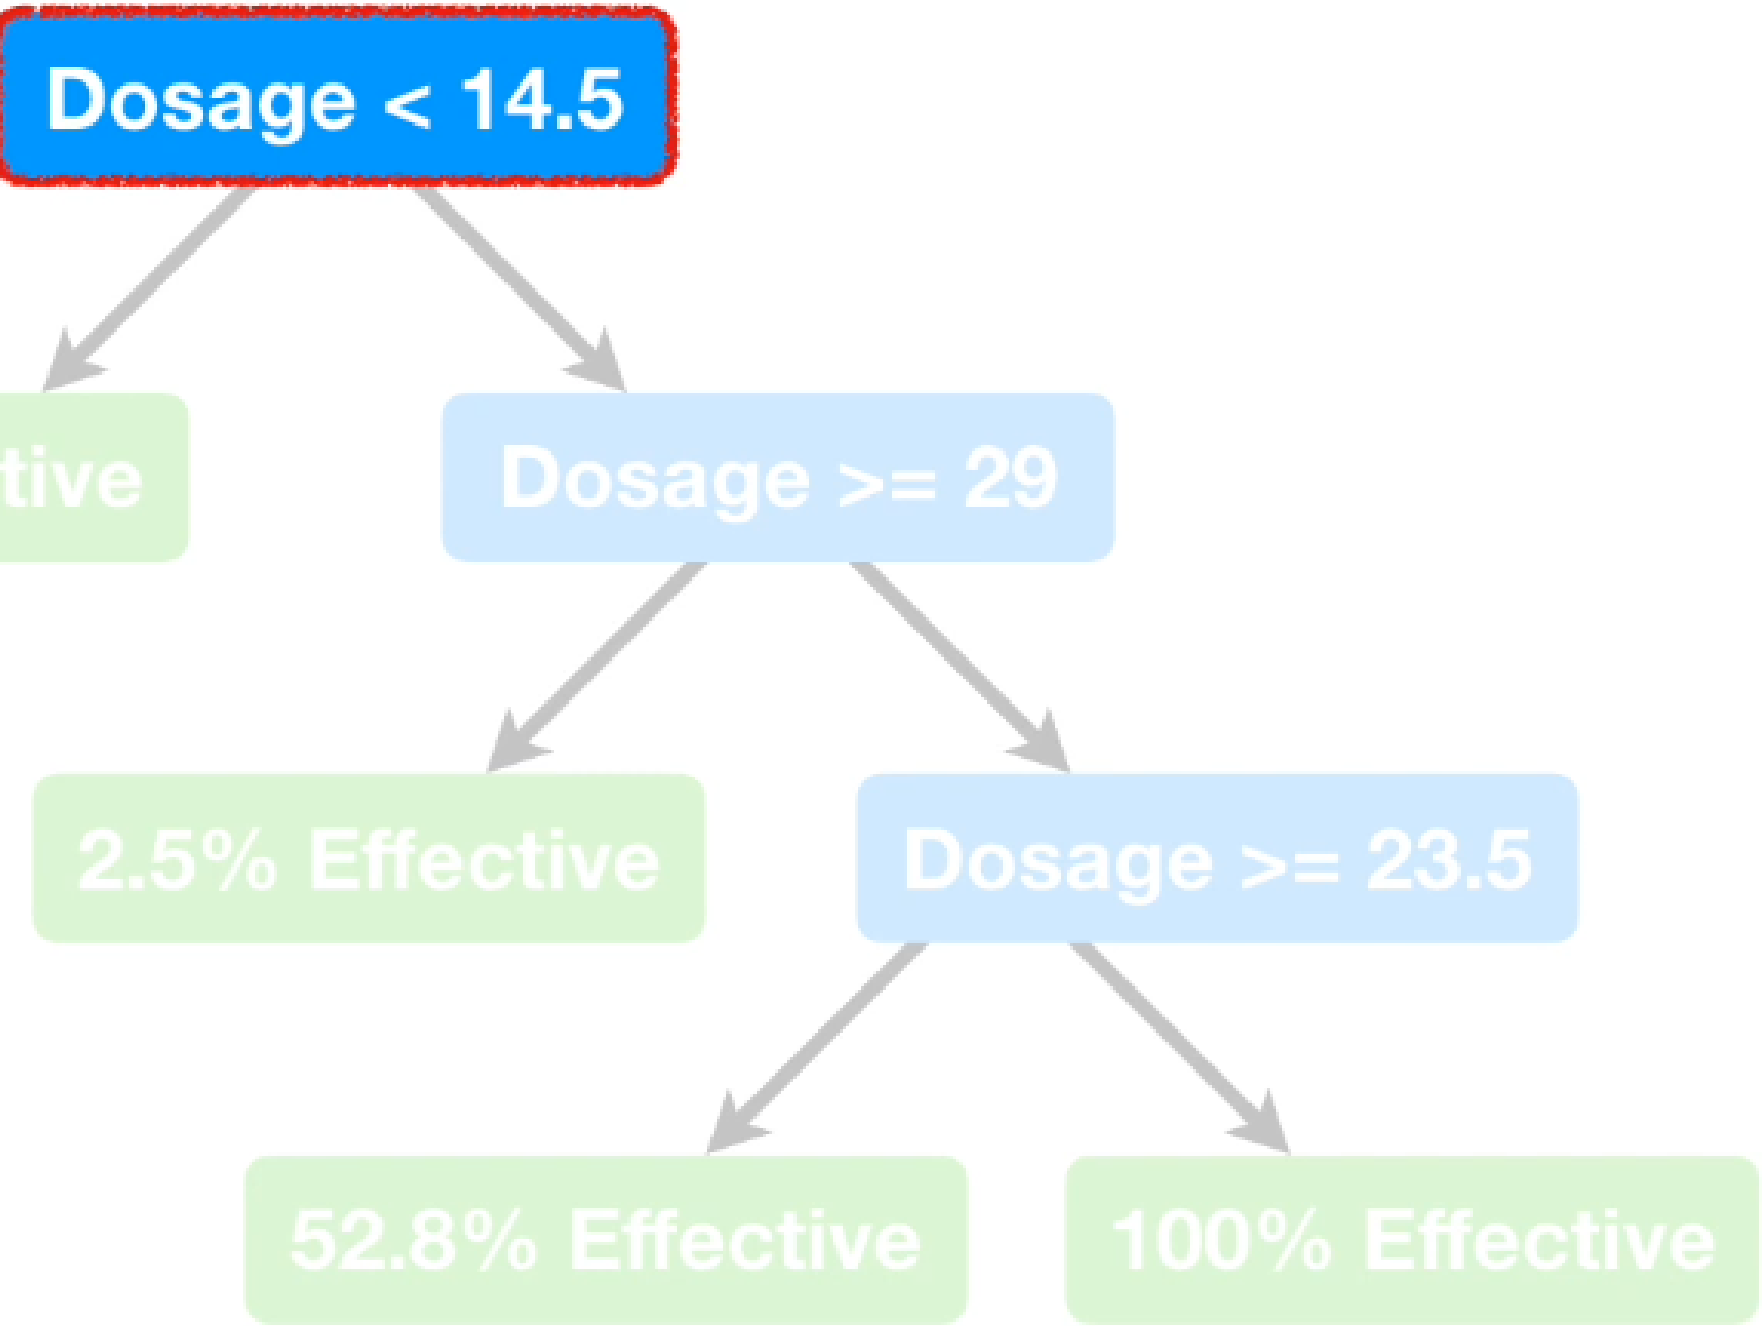 Dosage < 14.5
tive
Dosage >= 29
2.5% Effective
Dosage >= 23.5
52.8% Effective
100% Effective